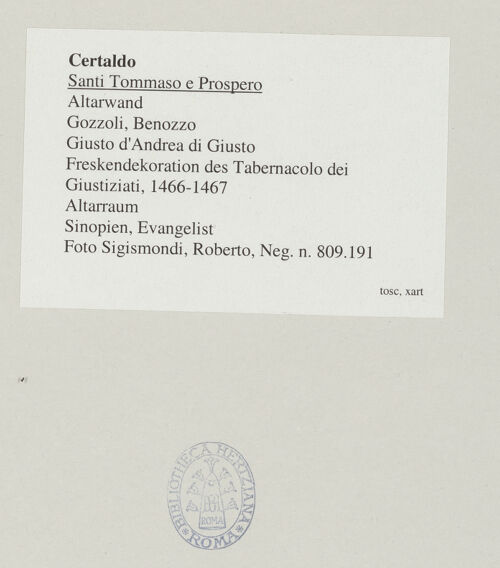 Certaldo
Santi Tommaso e Prospero
Altarwand
Gozzoli, Benozzo
Giusto d'Andrea di Giusto
Freskendekoration des Tabernacolo dei
Giustiziati, 1466-1467
Altarraum
Sinopien, Evangelist
Foto Sigismondi, Roberto, Neg. n. 809.191
tosc, xart
BIBLIOTHECA HERTZIANA
ROMA
ROMA